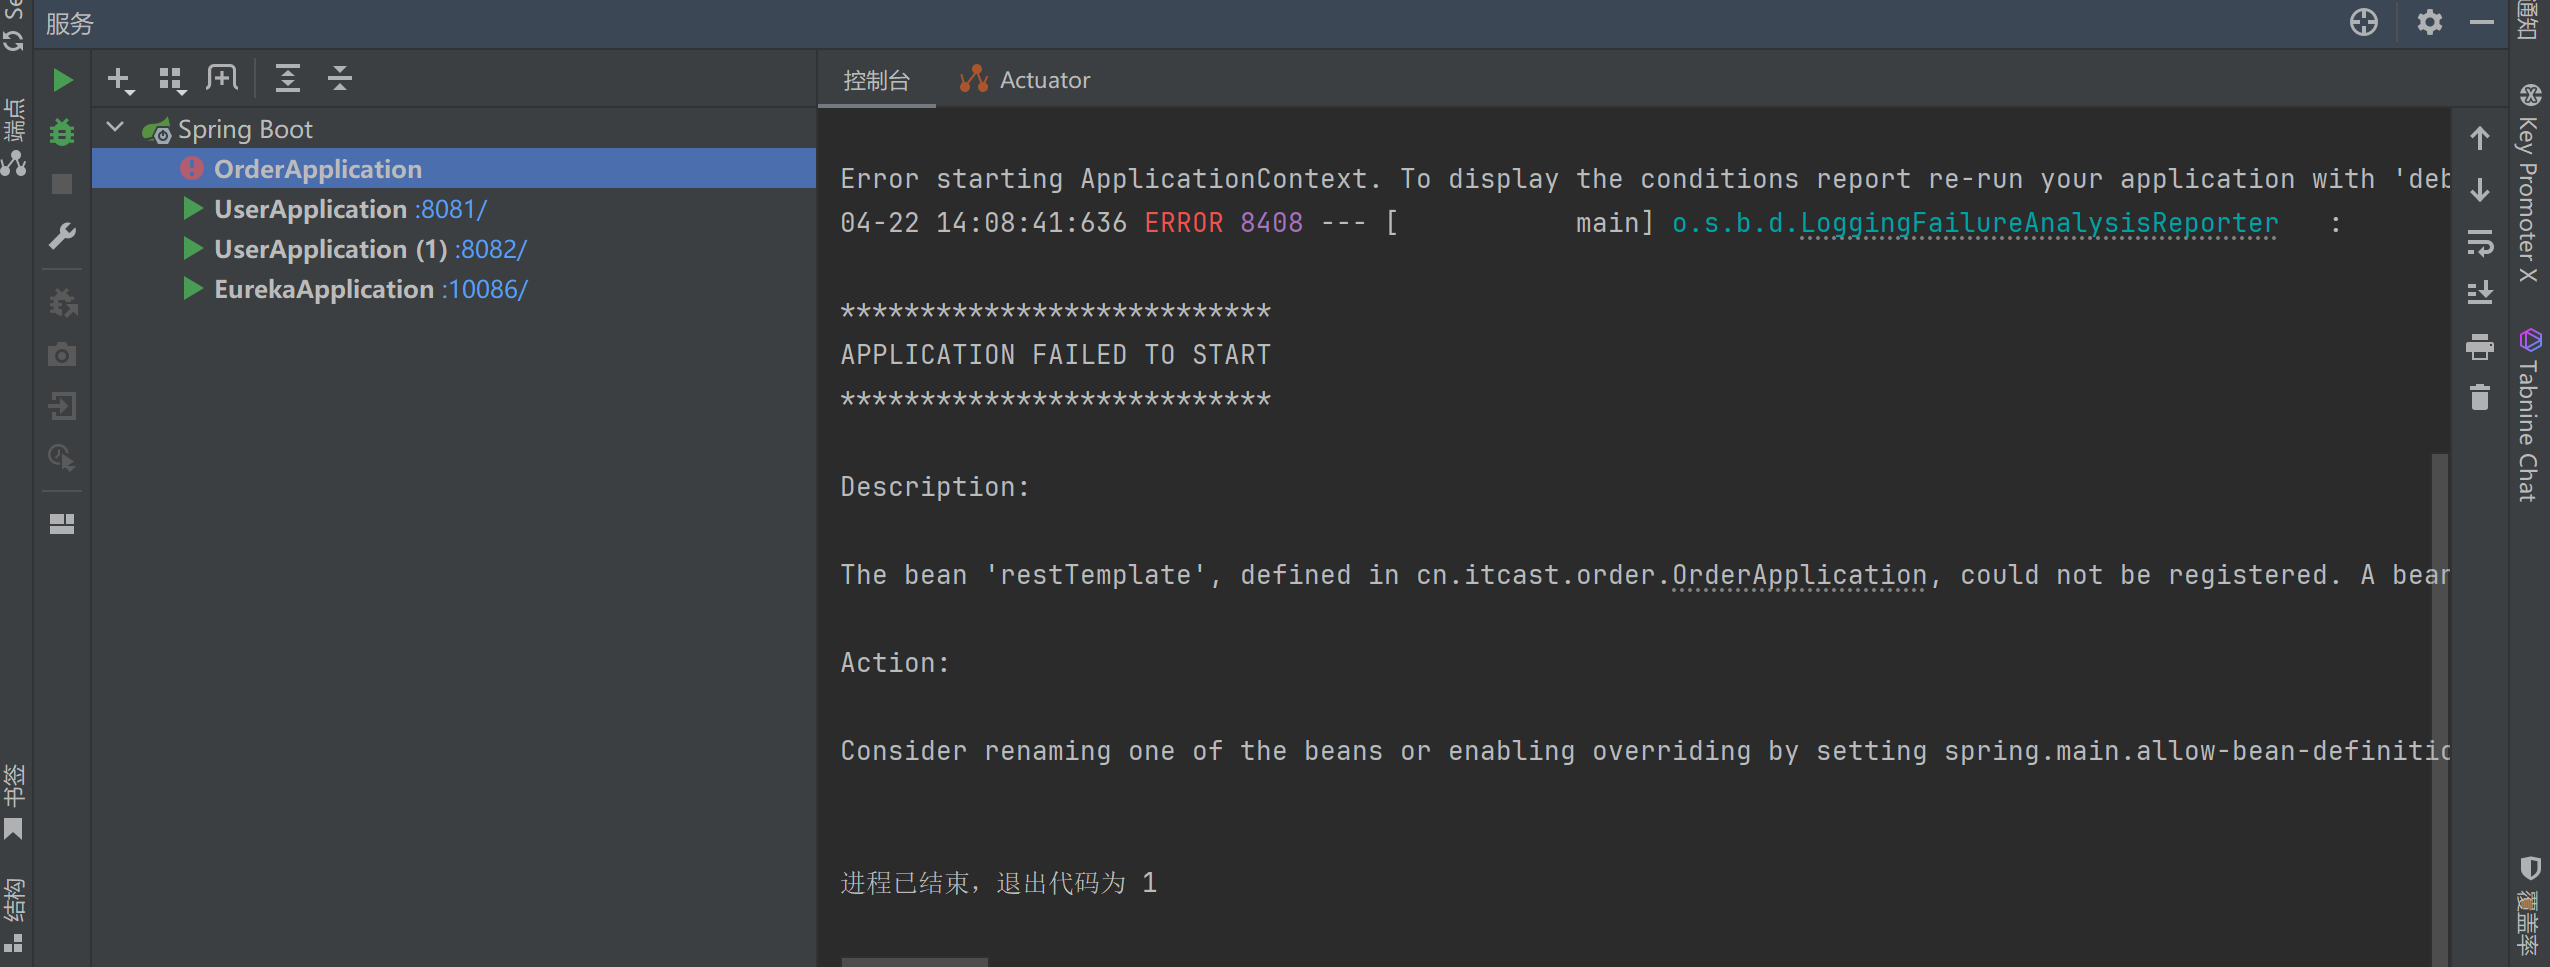 服务
Se
端点
书签
结构
Spring Boot
OrderApplication
UserApplication :8081/
UserApplication (1) :8082/
EurekaApplication :10086/
控制台
Actuator
Error starting ApplicationContext. To display the conditions report re-run your application with 'deb
04-22 14:08:41:636 ERROR 8408 --- [           main] o.s.b.d.LoggingFailureAnalysisReporter   :
***************************
APPLICATION FAILED TO START
***************************
Description:
The bean 'restTemplate', defined in cn.itcast.order.OrderApplication, could not be registered. A bean
Action:
Consider renaming one of the beans or enabling overriding by setting spring.main.allow-bean-definitio
进程已结束，退出代码为 1
通知
Key Promoter X
Tabnine Chat
覆盖率